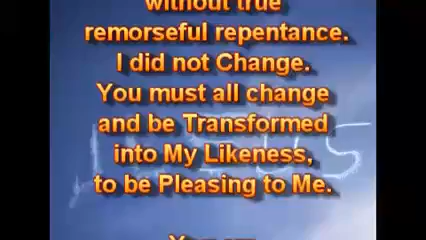 without true
remorseful repentance.
I did not Change.
You must all change
and be Transformed
into My Likeness,
to be Pleasing to Me.
JESUS